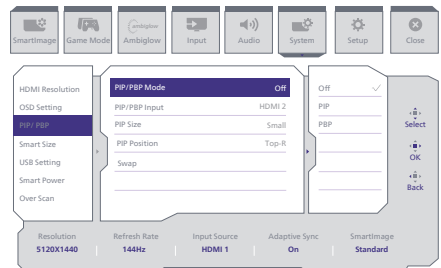 ambiglow
SmartImage Game Mode Ambiglow Input Audio System Setup Close
HDMI Resolution
OSD Setting
PIP/ PBP
Smart Size
USB Setting
Smart Power
Over Scan
PIP/PBP Mode Off
PIP/PBP Input HDMI 2
PIP Size Small
PIP Position Top-R
Swap
Off
PIP
PBP
Select
OK
Back
Resolution Refresh Rate Input Source Adaptive Sync SmartImage
5120X1440 144Hz HDMI 1 On Standard